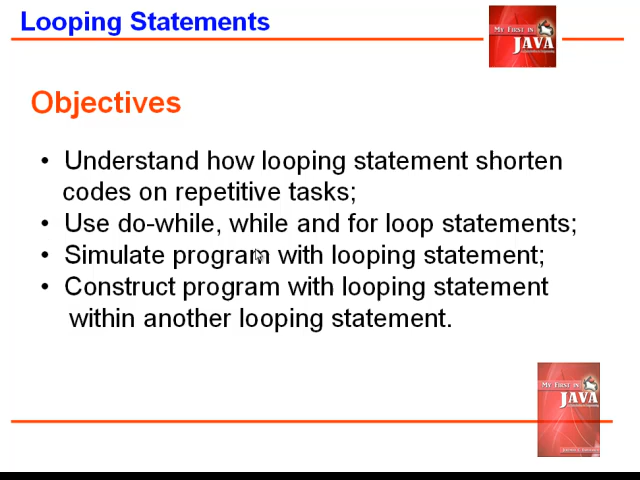 Looping Statements
MY FIRST IN
JAVA
Objectives
• Understand how looping statement shorten
codes on repetitive tasks;
• Use do-while, while and for loop statements;
• Simulate program with looping statement;
• Construct program with looping statement
within another looping statement.
MY FIRST IN
JAVA